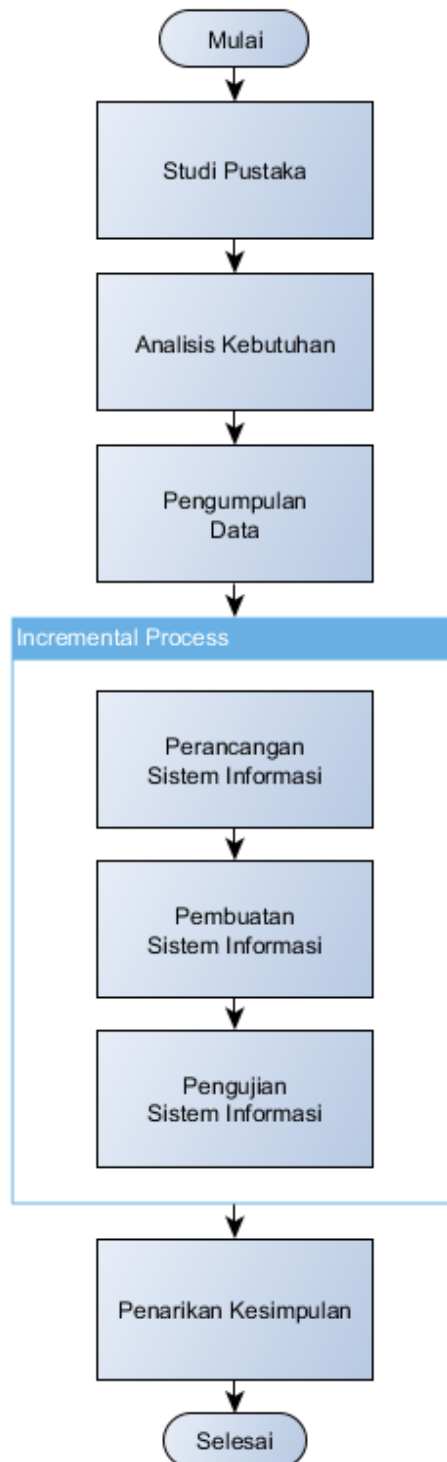 Mulai
Studi Pustaka
Analisis Kebutuhan
Pengumpulan
Data
Incremental Process
Perancangan
Sistem Informasi
Pembuatan
Sistem Informasi
Pengujian
Sistem Informasi
Penarikan Kesimpulan
Selesai